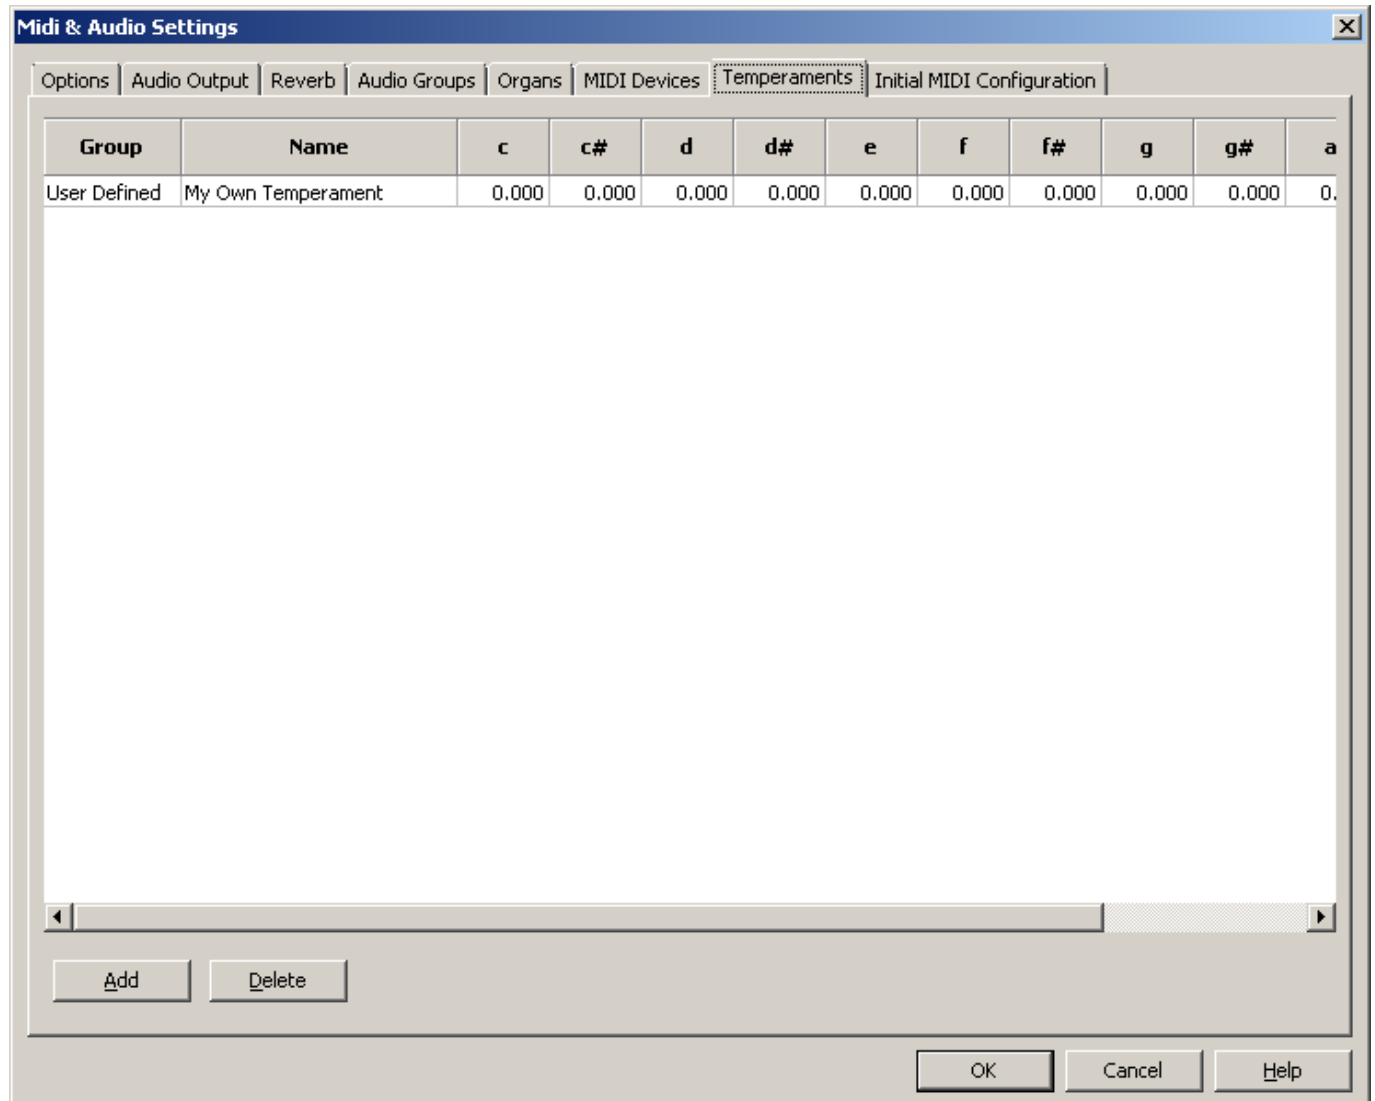 Midi & Audio Settings
Options Audio Output Reverb Audio Groups Organs MIDI Devices Temperaments Initial MIDI Configuration
Group Name c c# d d# e f f# g g# a
User Defined My Own Temperament 0.000 0.000 0.000 0.000 0.000 0.000 0.000 0.000 0.000 0.
Add Delete
OK Cancel Help